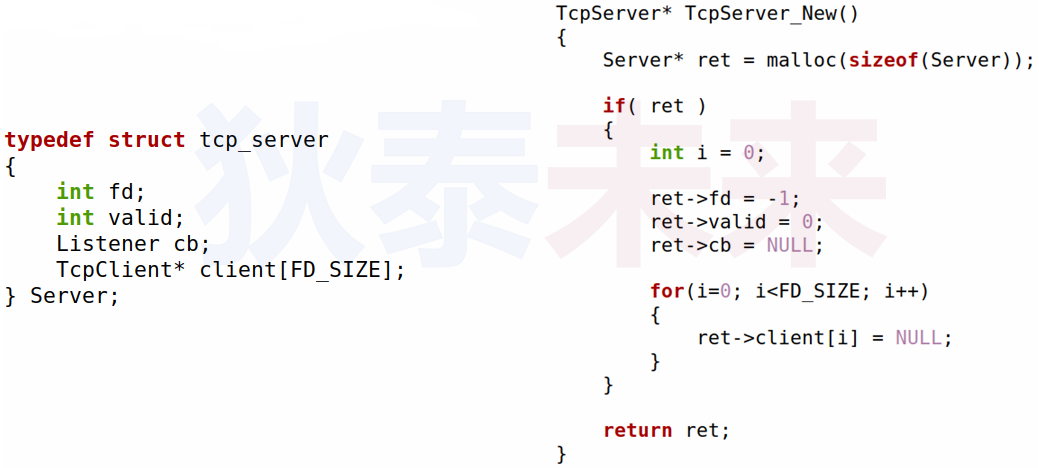 typedef struct tcp_server
{
    int fd;
    int valid;
    Listener cb;
    TcpClient* client[FD_SIZE];
} Server;
TcpServer* TcpServer_New()
{
    Server* ret = malloc(sizeof(Server));
    if( ret )
    {
        int i = 0;
        ret->fd = -1;
        ret->valid = 0;
        ret->cb = NULL;
        for(i=0; i<FD_SIZE; i++)
        {
            ret->client[i] = NULL;
        }
    }
    return ret;
}
狄泰未来